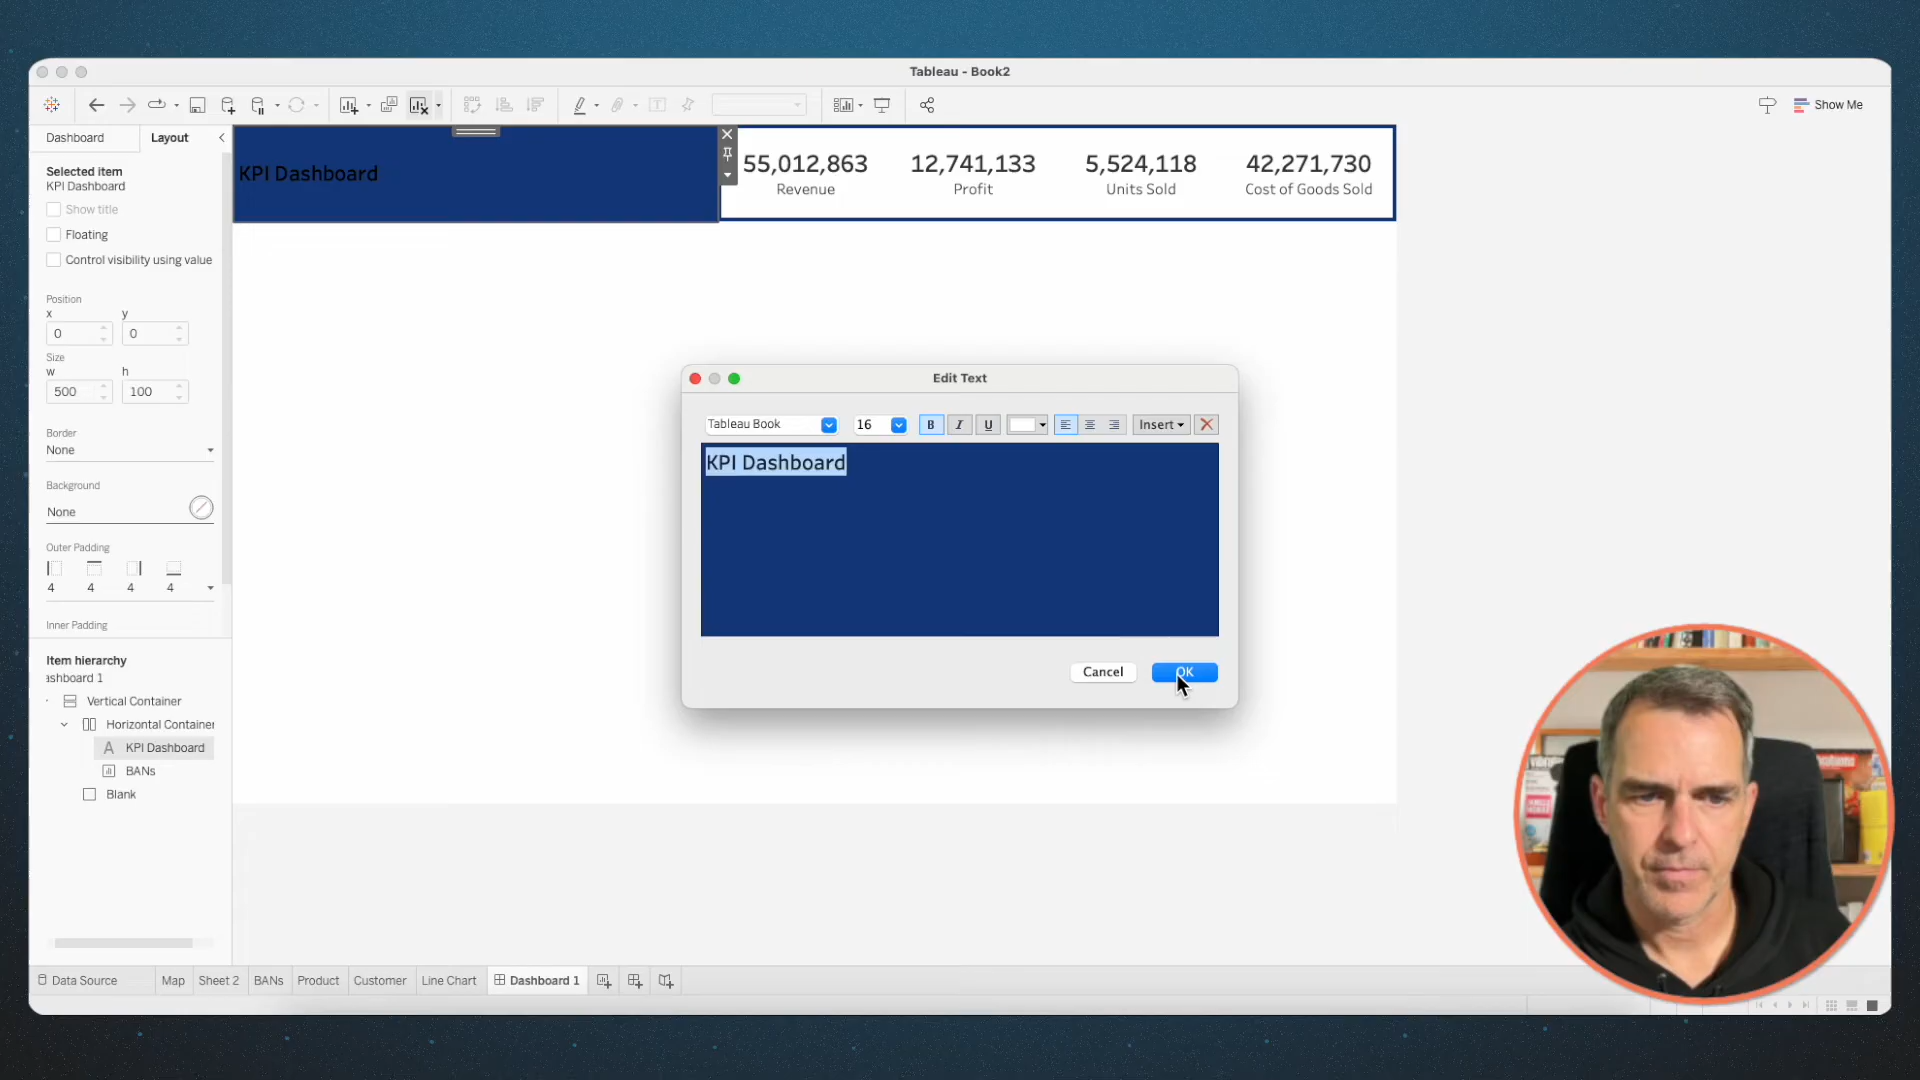 Tableau - Book2
Show Me
Dashboard
Layout
Selected item
KPI Dashboard
Show title
Floating
Control visibility using value
Position
x y
0 0
Size
w h
500 100
Border
None
Background
None
Outer Padding
4 4 4 4
Inner Padding
Item hierarchy
ashboard 1
Vertical Container
Horizontal Container
A KPI Dashboard
BANs
Blank
KPI Dashboard
55,012,863
Revenue
12,741,133
Profit
5,524,118
Units Sold
42,271,730
Cost of Goods Sold
Edit Text
Tableau Book 16 B I U Insert
KPI Dashboard
Cancel OK
Data Source Map Sheet 2 BANs Product Customer Line Chart Dashboard 1